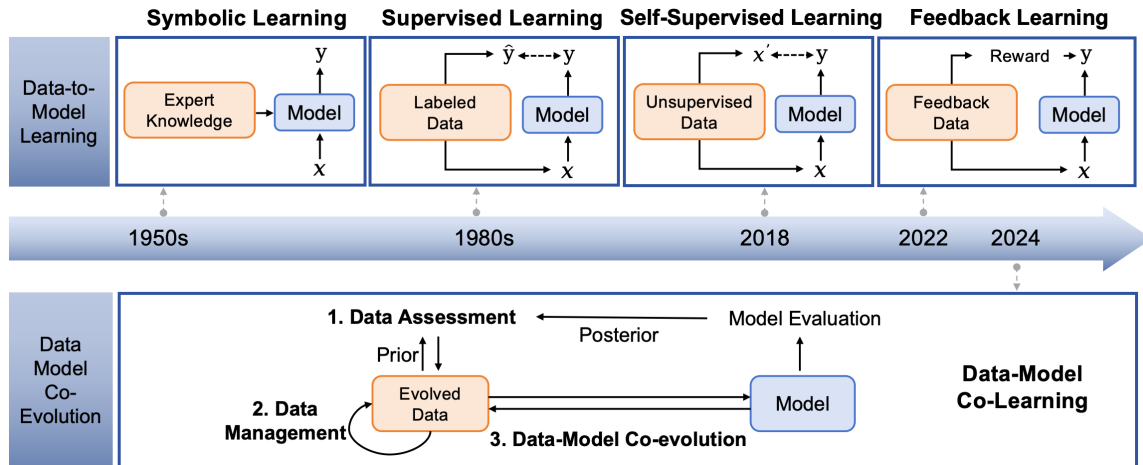 Symbolic Learning
Supervised Learning
Self-Supervised Learning
Feedback Learning
Data-to-
Model
Learning
Expert
Knowledge
Model
y
x
Labeled
Data
ŷ
y
Model
x
Unsupervised
Data
x′
y
Model
x
Feedback
Data
Reward
y
Model
x
1950s
1980s
2018
2022
2024
Data
Model
Co-
Evolution
1. Data Assessment
Posterior
Model Evaluation
Prior
Evolved
Data
2. Data
Management
3. Data-Model Co-evolution
Model
Data-Model
Co-Learning